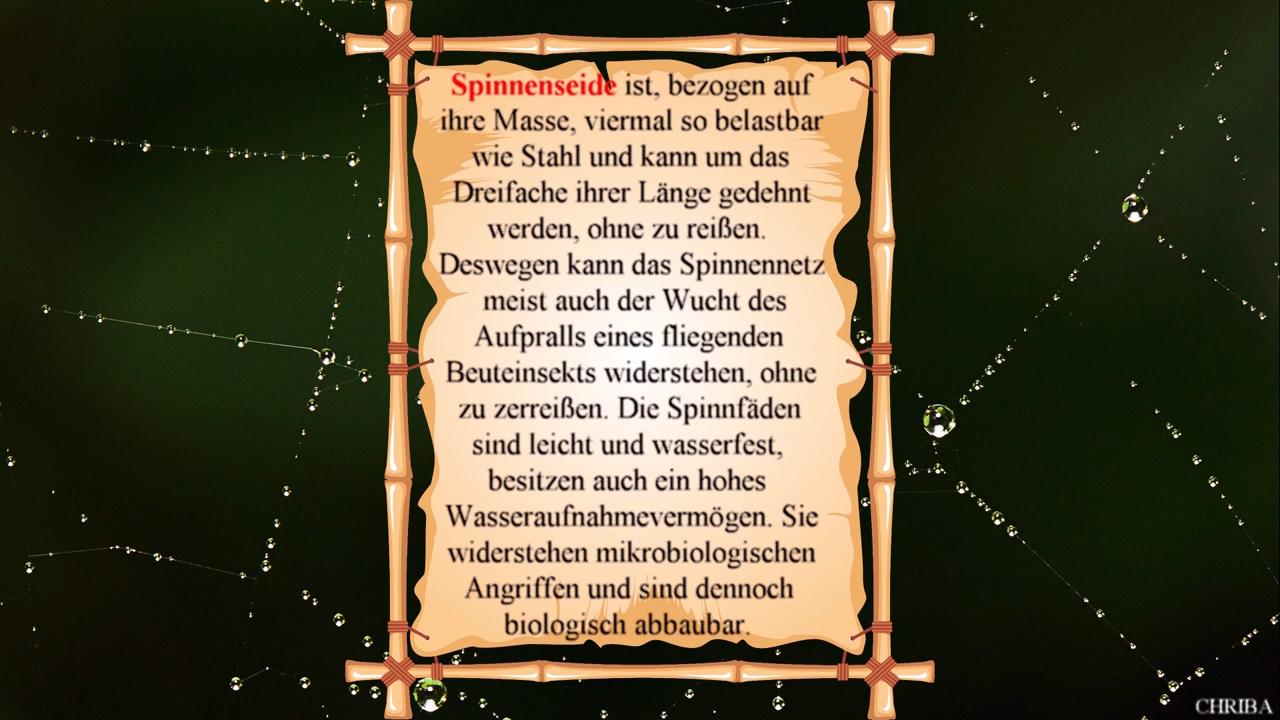 Spinnenseide ist, bezogen auf
ihre Masse, viermal so belastbar
wie Stahl und kann um das
Dreifache ihrer Länge gedehnt
werden, ohne zu reißen.
Deswegen kann das Spinnennetz
meist auch der Wucht des
Aufpralls eines fliegenden
Beuteinsekts widerstehen, ohne
zu zerreißen. Die Spinnfäden
sind leicht und wasserfest,
besitzen auch ein hohes
Wasseraufnahmevermögen. Sie
widerstehen mikrobiologischen
Angriffen und sind dennoch
biologisch abbaubar.
CHRIBA